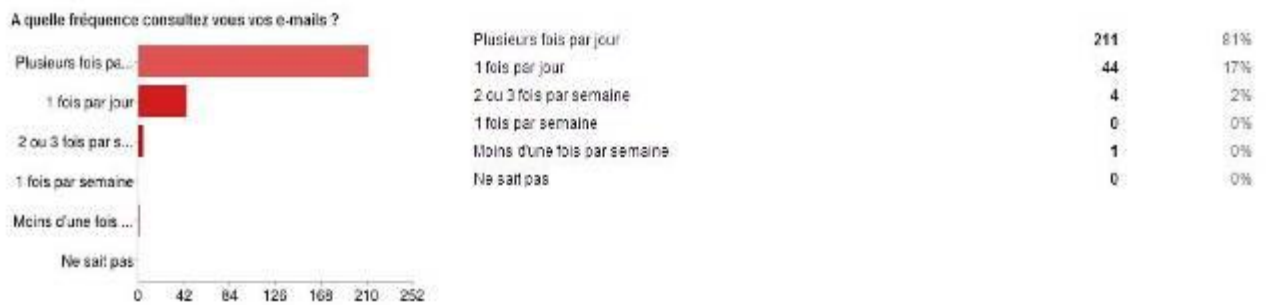 A quelle fréquence consultez vous vos e-mails ?
Plusieurs fois pa...
1 fois par jour
2 ou 3 fois par s...
1 fois par semaine
Moins d'une fois ...
Ne sait pas
0 42 84 126 168 210 252
Plusieurs fois par jour 211 81%
1 fois par jour 44 17%
2 ou 3 fois par semaine 4 2%
1 fois par semaine 0 0%
Moins d'une fois par semaine 1 0%
Ne sait pas 0 0%